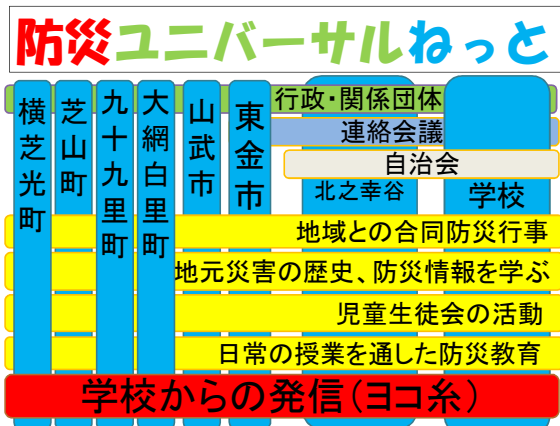 防災ユニバーサルねっと
横芝光町
芝山町
九十九里町
大網白里町
山武市
東金市
行政・関係団体
連絡会議
自治会
北之幸谷
学校
地域との合同防災行事
地元災害の歴史、防災情報を学ぶ
児童生徒会の活動
日常の授業を通した防災教育
学校からの発信(ヨコ糸)